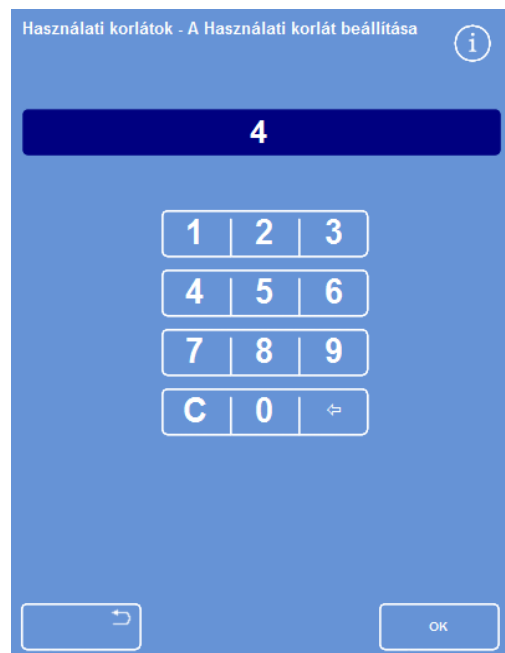 Használati korlátok - A Használati korlát beállítása
i
4
1 2 3
4 5 6
7 8 9
C 0
OK